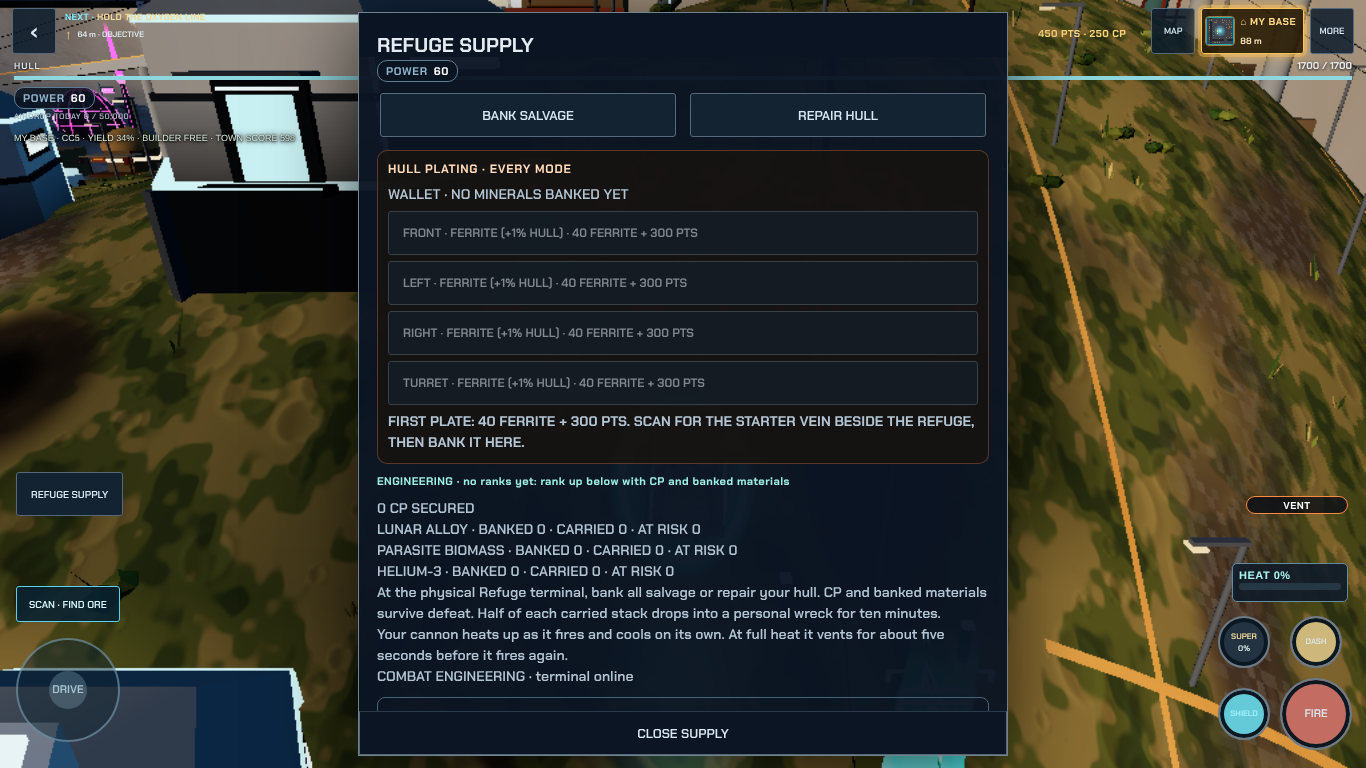 NEXT · HOLD THE
64 m · OBJECTIVE
HULL
POWER 60
TODAY 0 / 50,000
MY BASE · CC5 · YIELD 34% · BUILDER FREE · TOWN SCORE
REFUGE SUPPLY
POWER 60
BANK SALVAGE
REPAIR HULL
HULL PLATING · EVERY MODE
WALLET · NO MINERALS BANKED YET
FRONT · FERRITE (+1% HULL) · 40 FERRITE + 300 PTS
LEFT · FERRITE (+1% HULL) · 40 FERRITE + 300 PTS
RIGHT · FERRITE (+1% HULL) · 40 FERRITE + 300 PTS
TURRET · FERRITE (+1% HULL) · 40 FERRITE + 300 PTS
FIRST PLATE: 40 FERRITE + 300 PTS. SCAN FOR THE STARTER VEIN BESIDE THE REFUGE,
THEN BANK IT HERE.
ENGINEERING · no ranks yet: rank up below with CP and banked materials
0 CP SECURED
LUNAR ALLOY · BANKED 0 · CARRIED 0 · AT RISK 0
PARASITE BIOMASS · BANKED 0 · CARRIED 0 · AT RISK 0
HELIUM-3 · BANKED 0 · CARRIED 0 · AT RISK 0
At the physical Refuge terminal, bank all salvage or repair your hull. CP and banked materials
survive defeat. Half of each carried stack drops into a personal wreck for ten minutes.
Your cannon heats up as it fires and cools on its own. At full heat it vents for about five
seconds before it fires again.
COMBAT ENGINEERING · terminal online
CLOSE SUPPLY
450 PTS · 250 CP
MAP
⌂ MY BASE
88 m
MORE
1700 / 1700
REFUGE SUPPLY
SCAN · FIND ORE
DRIVE
VENT
HEAT 0%
SUPER
0%
DASH
SHIELD
FIRE